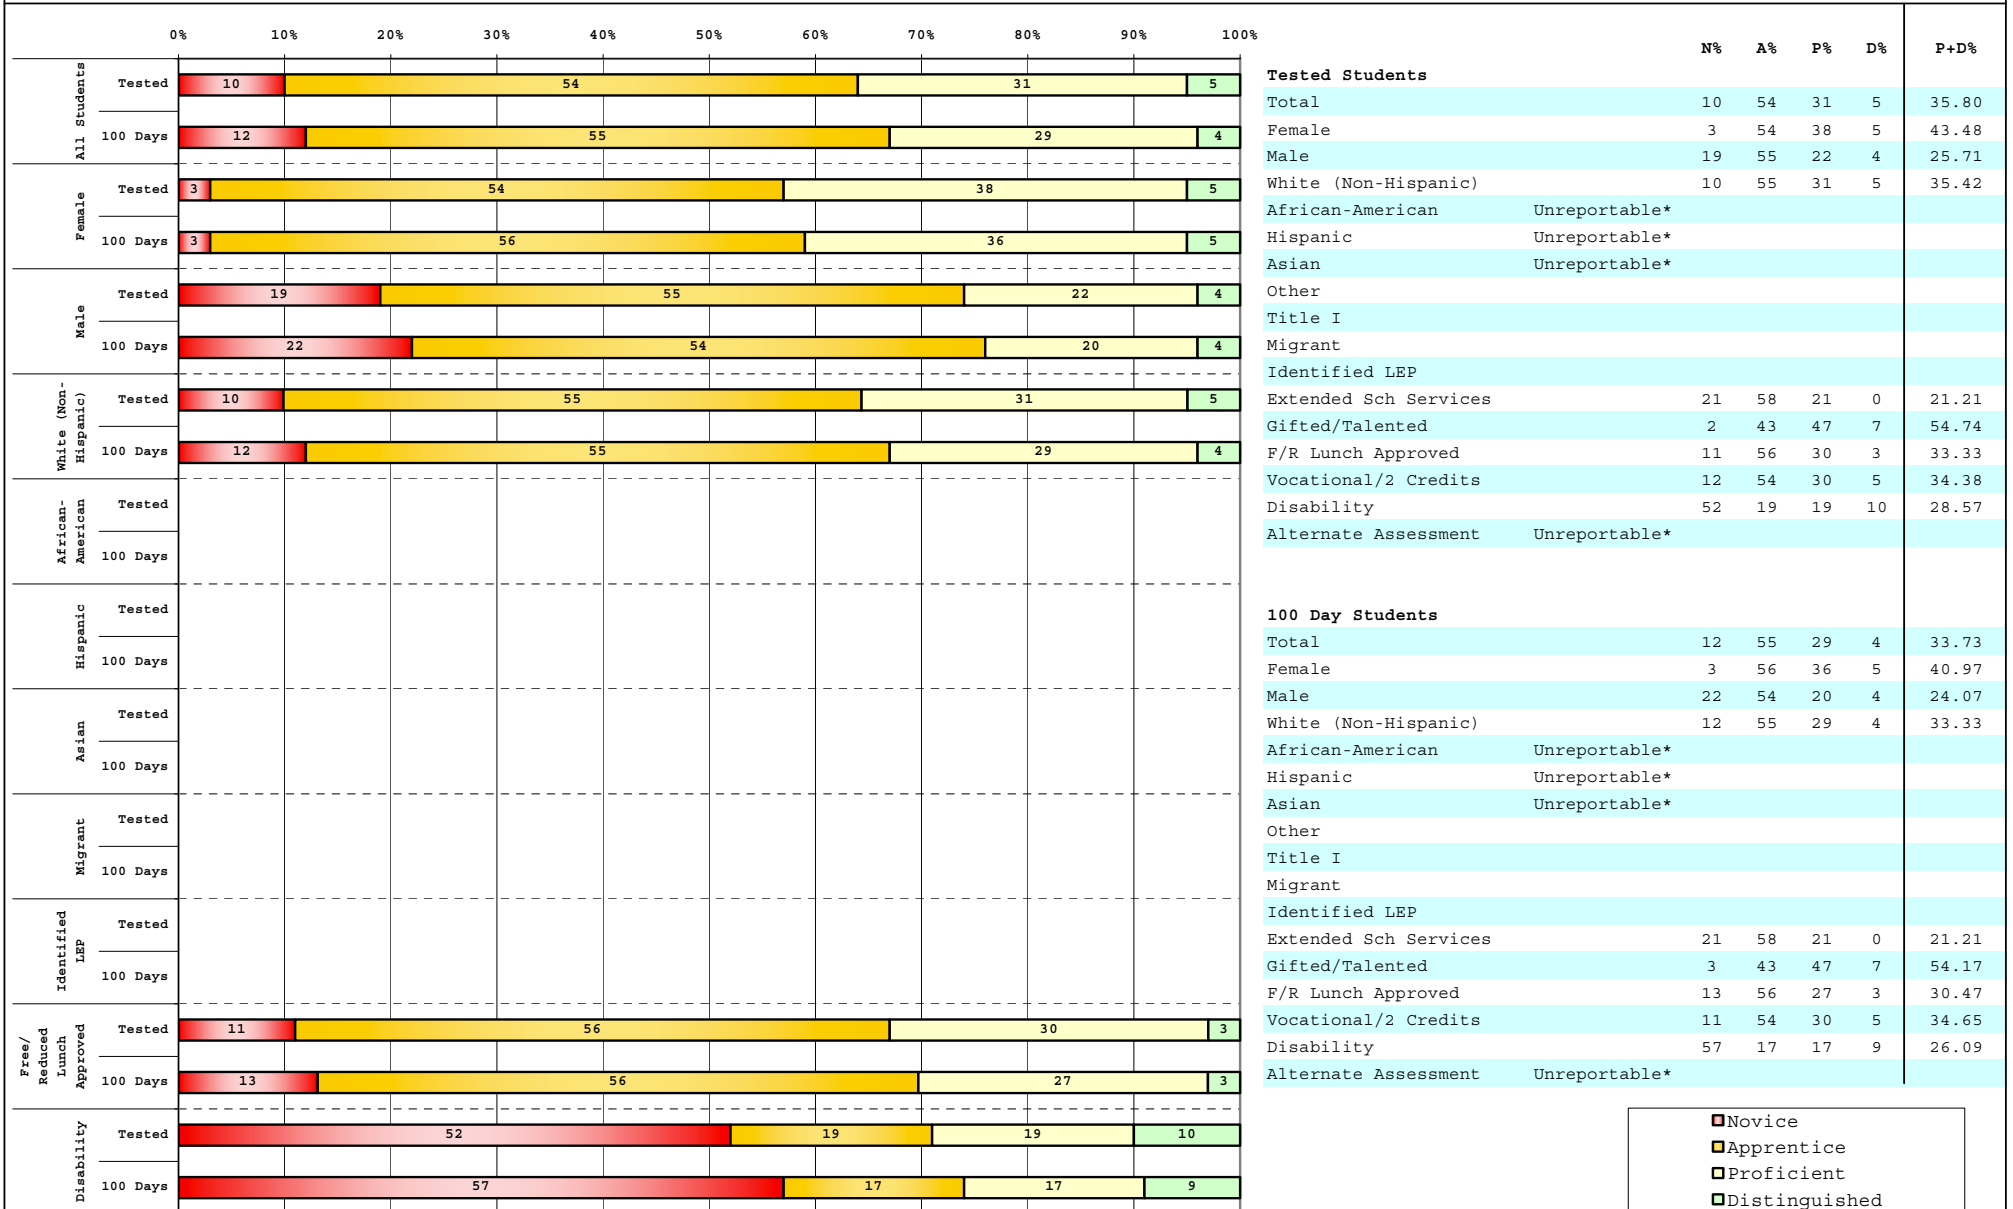 0% 10% 20% 30% 40% 50% 60% 70% 80% 90% 100%
All Students
Tested 10 54 31 5
100 Days 12 55 29 4
Female
Tested 3 54 38 5
100 Days 3 56 36 5
Male
Tested 19 55 22 4
100 Days 22 54 20 4
White (Non-
Hispanic)
Tested 10 55 31 5
100 Days 12 55 29 4
African-
American
Tested
100 Days
Hispanic
Tested
100 Days
Asian
Tested
100 Days
Migrant
Tested
100 Days
Identified
LEP
Tested
100 Days
Free/
Reduced
Lunch
Approved
Tested 11 56 30 3
100 Days 13 56 27 3
Disability
Tested 52 19 19 10
100 Days 57 17 17 9
N% A% P% D% P+D%
Tested Students
Total 10 54 31 5 35.80
Female 3 54 38 5 43.48
Male 19 55 22 4 25.71
White (Non-Hispanic) 10 55 31 5 35.42
African-American Unreportable*
Hispanic Unreportable*
Asian Unreportable*
Other
Title I
Migrant
Identified LEP
Extended Sch Services 21 58 21 0 21.21
Gifted/Talented 2 43 47 7 54.74
F/R Lunch Approved 11 56 30 3 33.33
Vocational/2 Credits 12 54 30 5 34.38
Disability 52 19 19 10 28.57
Alternate Assessment Unreportable*
100 Day Students
Total 12 55 29 4 33.73
Female 3 56 36 5 40.97
Male 22 54 20 4 24.07
White (Non-Hispanic) 12 55 29 4 33.33
African-American Unreportable*
Hispanic Unreportable*
Asian Unreportable*
Other
Title I
Migrant
Identified LEP
Extended Sch Services 21 58 21 0 21.21
Gifted/Talented 3 43 47 7 54.17
F/R Lunch Approved 13 56 27 3 30.47
Vocational/2 Credits 11 54 30 5 34.65
Disability 57 17 17 9 26.09
Alternate Assessment Unreportable*
Novice
Apprentice
Proficient
Distinguished